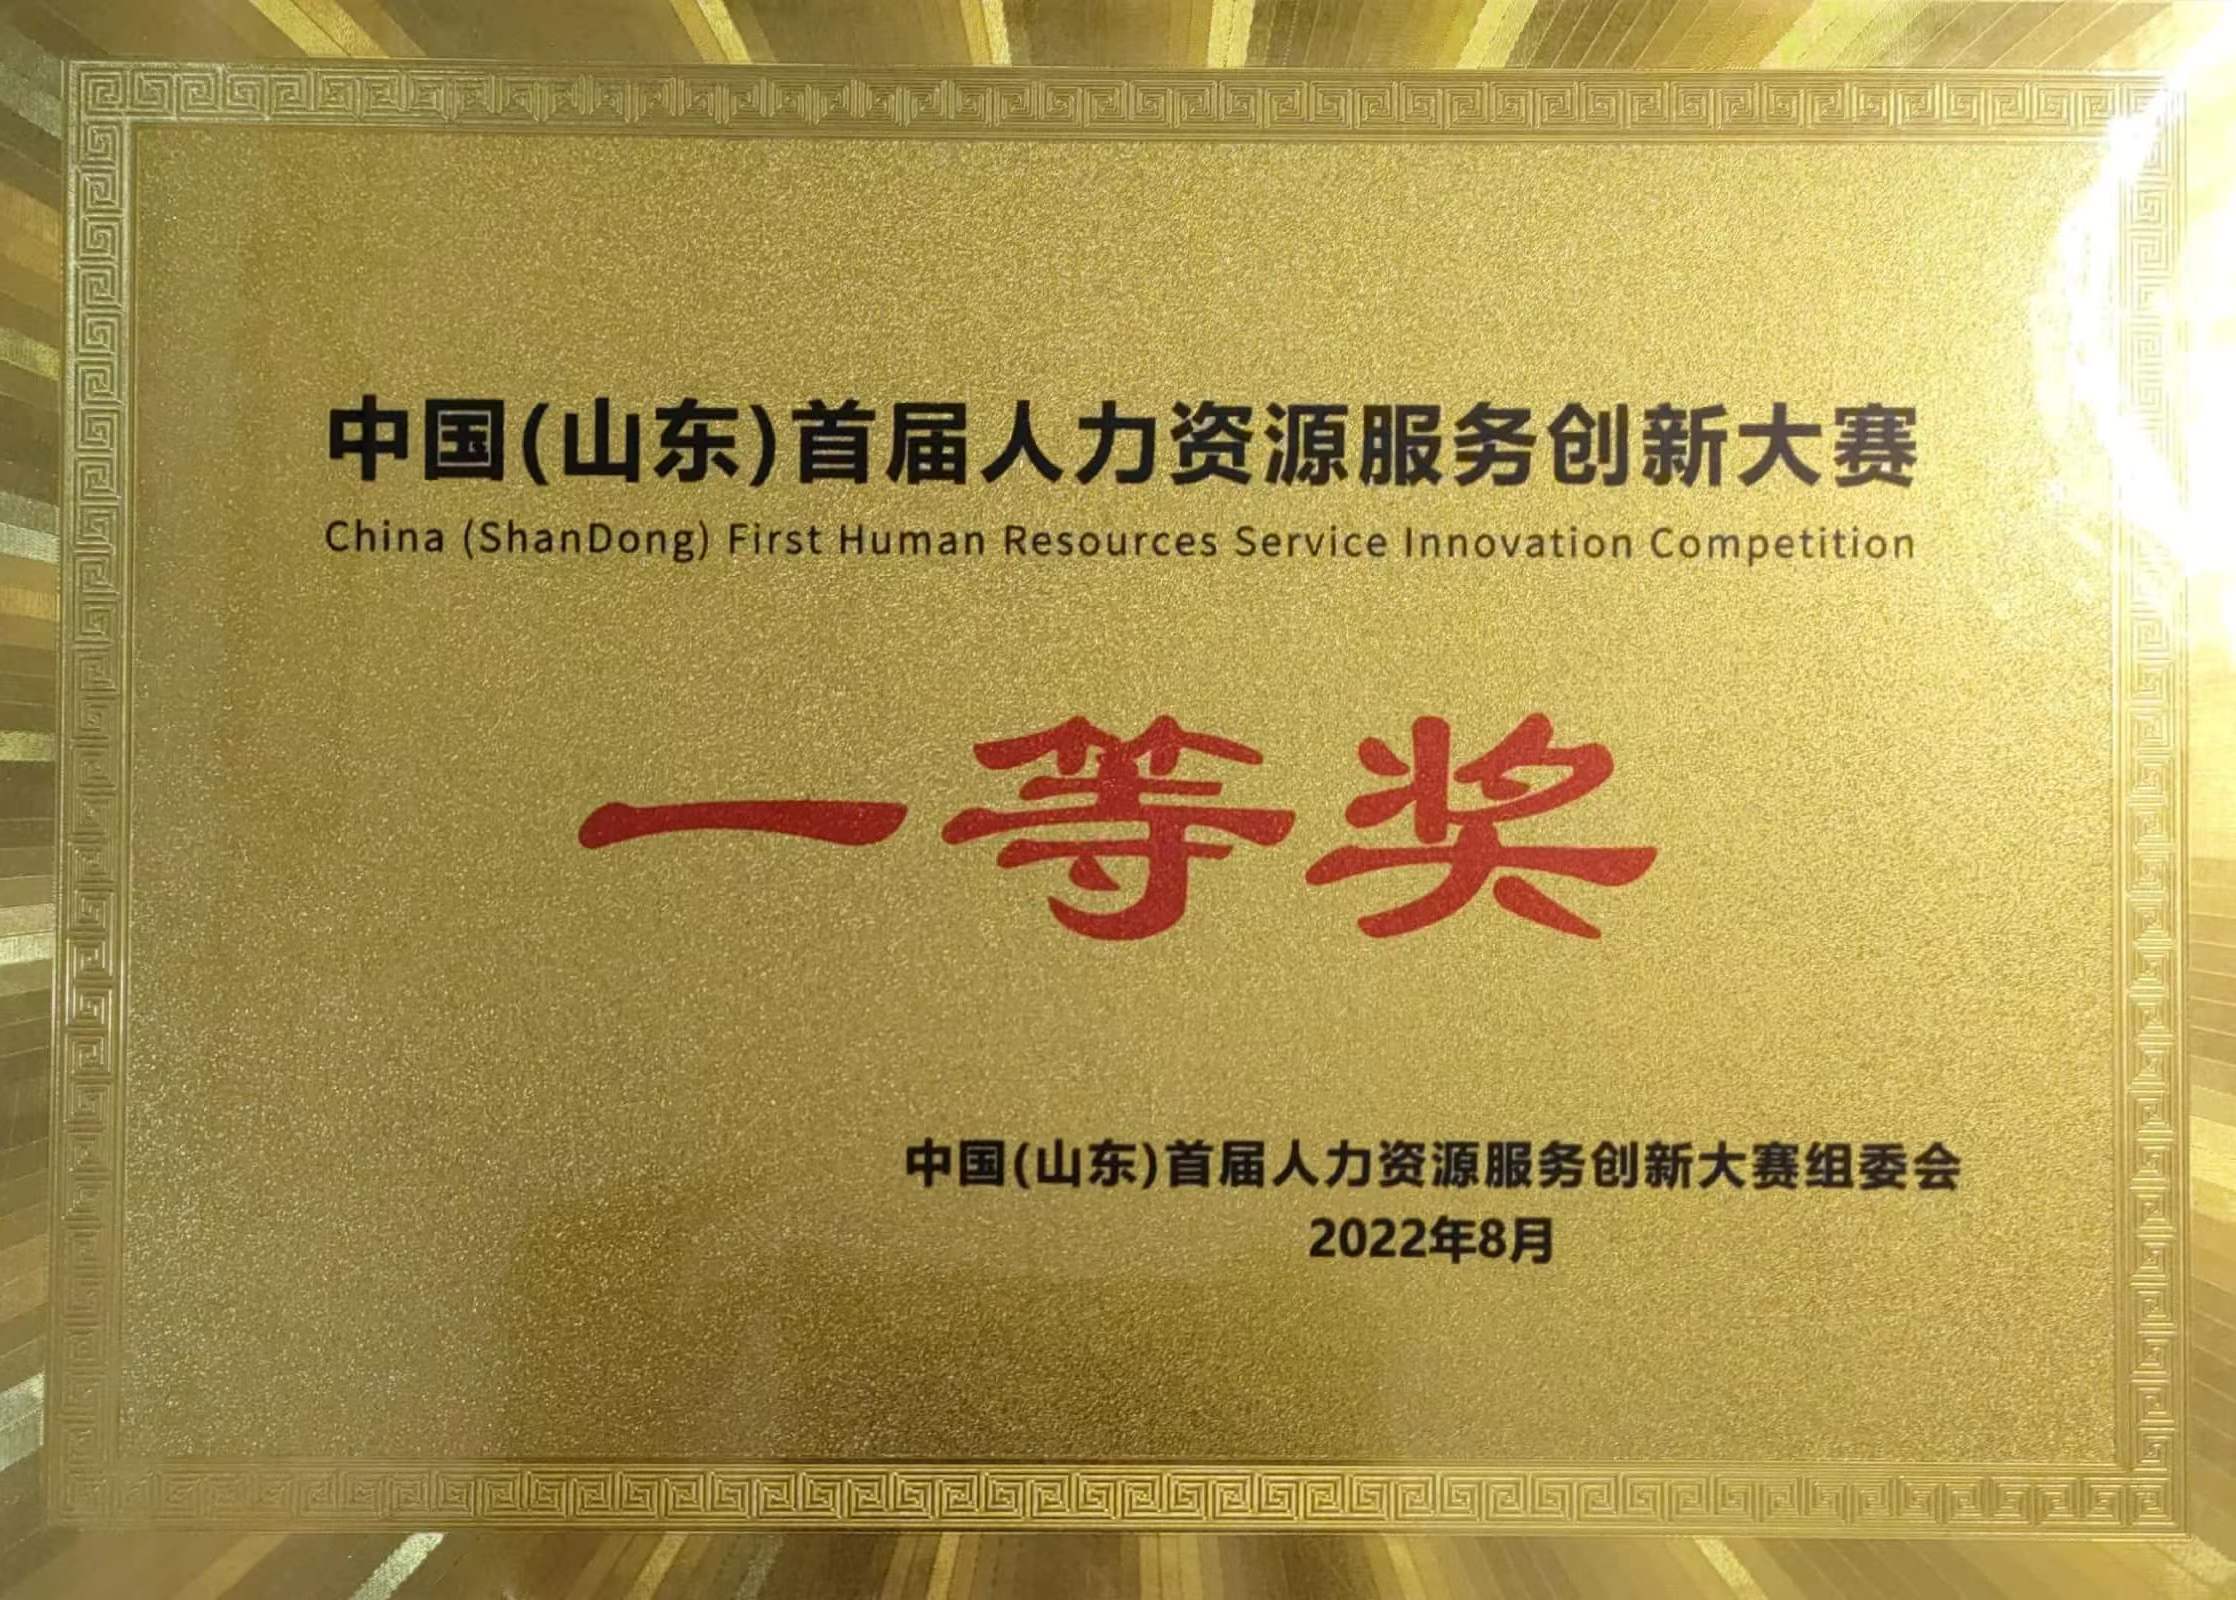 中国(山东)首届人力资源服务创新大赛
China (ShanDong) First Human Resources Service Innovation Competition
一等奖
中国(山东)首届人力资源服务创新大赛组委会
2022年8月